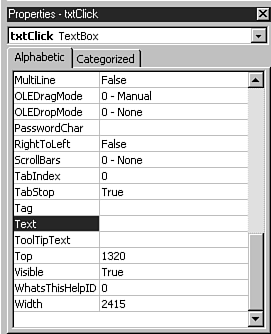 Properties - txtClick
txtClick TextBox
Alphabetic Categorized
MultiLine False
OLEDragMode 0 - Manual
OLEDropMode 0 - None
PasswordChar
RightToLeft False
ScrollBars 0 - None
TabIndex 0
TabStop True
Tag
Text
ToolTipText
Top 1320
Visible True
WhatsThisHelpID 0
Width 2415